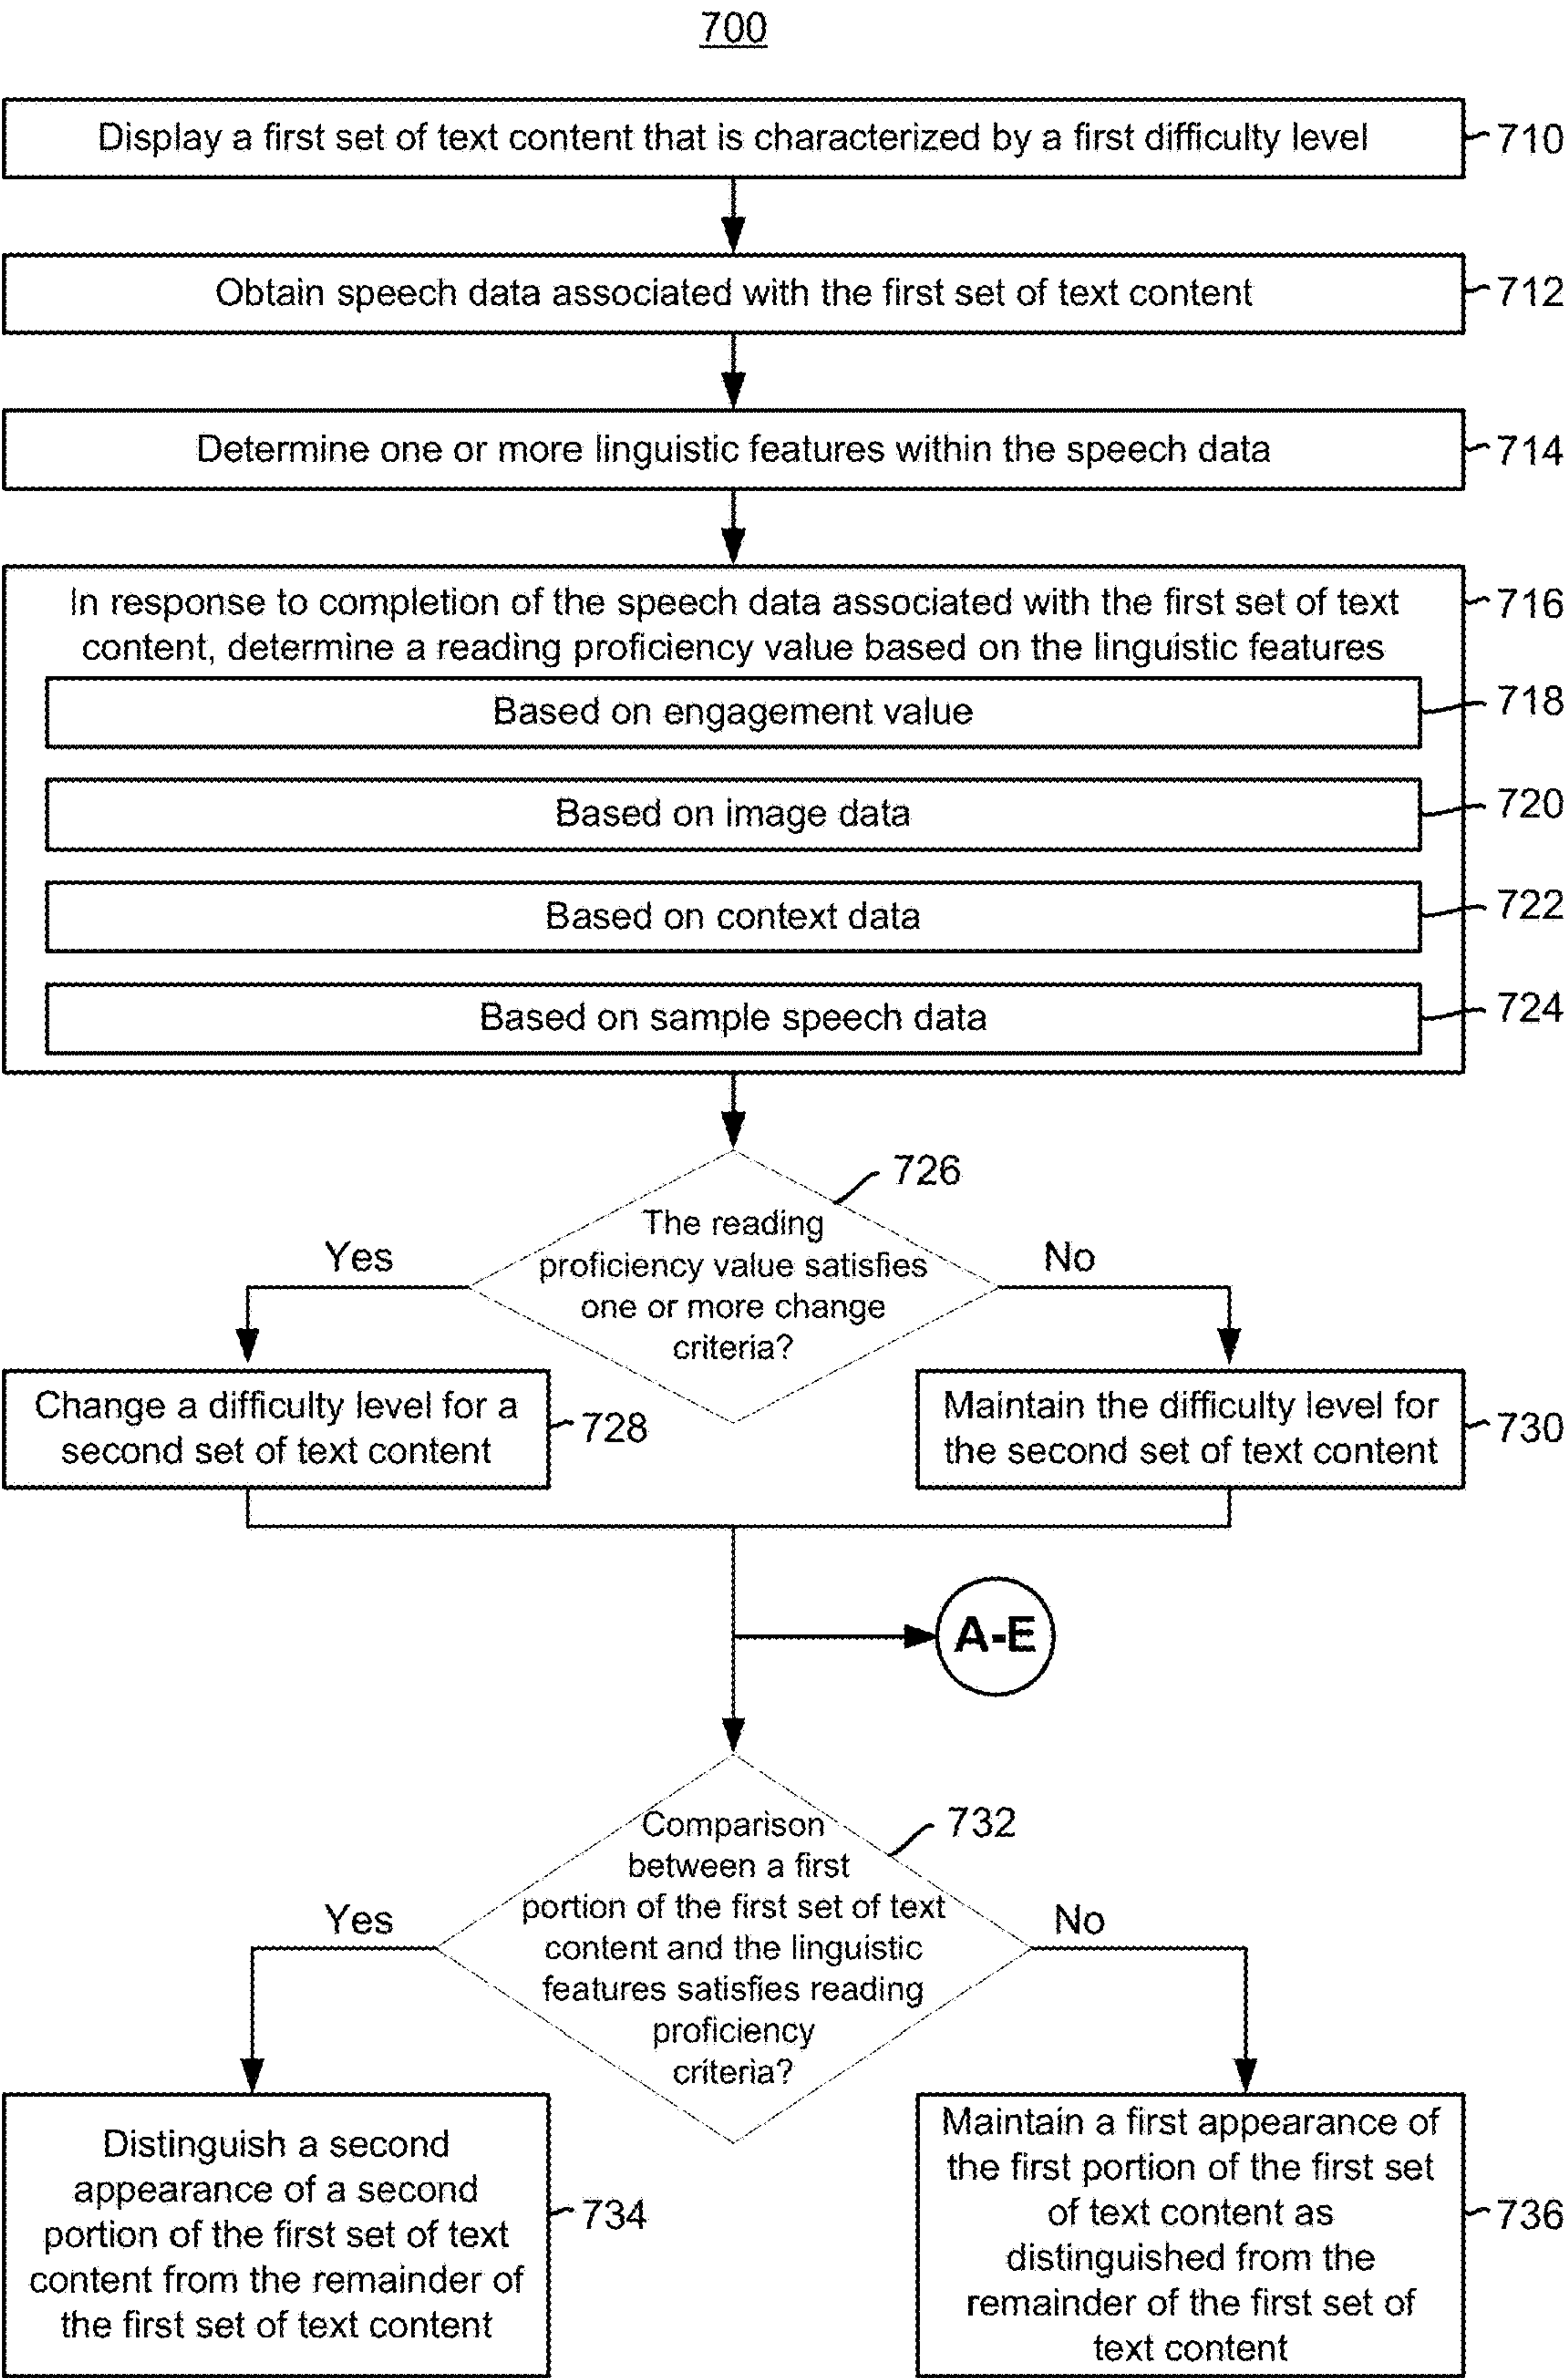 700
Display a first set of text content that is characterized by a first difficulty level
710
Obtain speech data associated with the first set of text content
712
Determine one or more linguistic features within the speech data
714
In response to completion of the speech data associated with the first set of text
content, determine a reading proficiency value based on the linguistic features
716
Based on engagement value
718
Based on image data
720
Based on context data
722
Based on sample speech data
724
726
The reading
proficiency value satisfies
one or more change
criteria?
Yes
No
Change a difficulty level for a
second set of text content
728
Maintain the difficulty level for
the second set of text content
730
A-E
732
Comparison
between a first
portion of the first set of text
content and the linguistic
features satisfies reading
proficiency
criteria?
Yes
No
Distinguish a second
appearance of a second
portion of the first set of text
content from the remainder of
the first set of text content
734
Maintain a first appearance of
the first portion of the first set
of text content as
distinguished from the
remainder of the first set of
text content
736